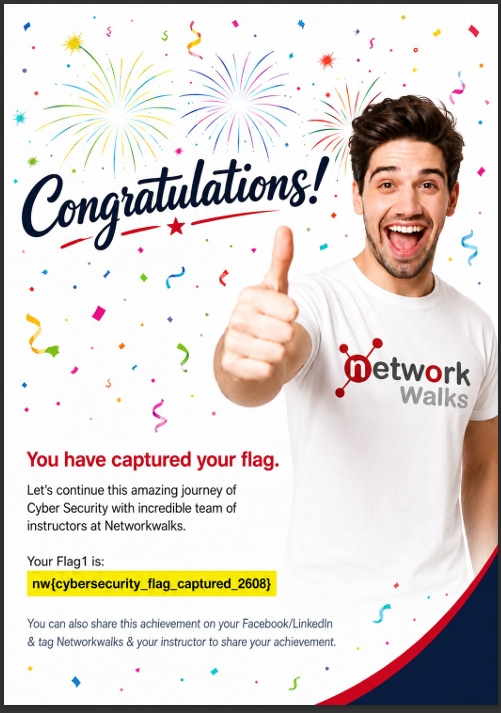 Congratulations!
network
Walks
You have captured your flag.
Let's continue this amazing journey of
Cyber Security with incredible team of
instructors at Networkwalks.
Your Flag1 is:
nw{cybersecurity_flag_captured_2608}
You can also share this achievement on your Facebook/LinkedIn
& tag Networkwalks & your instructor to share your achievement.